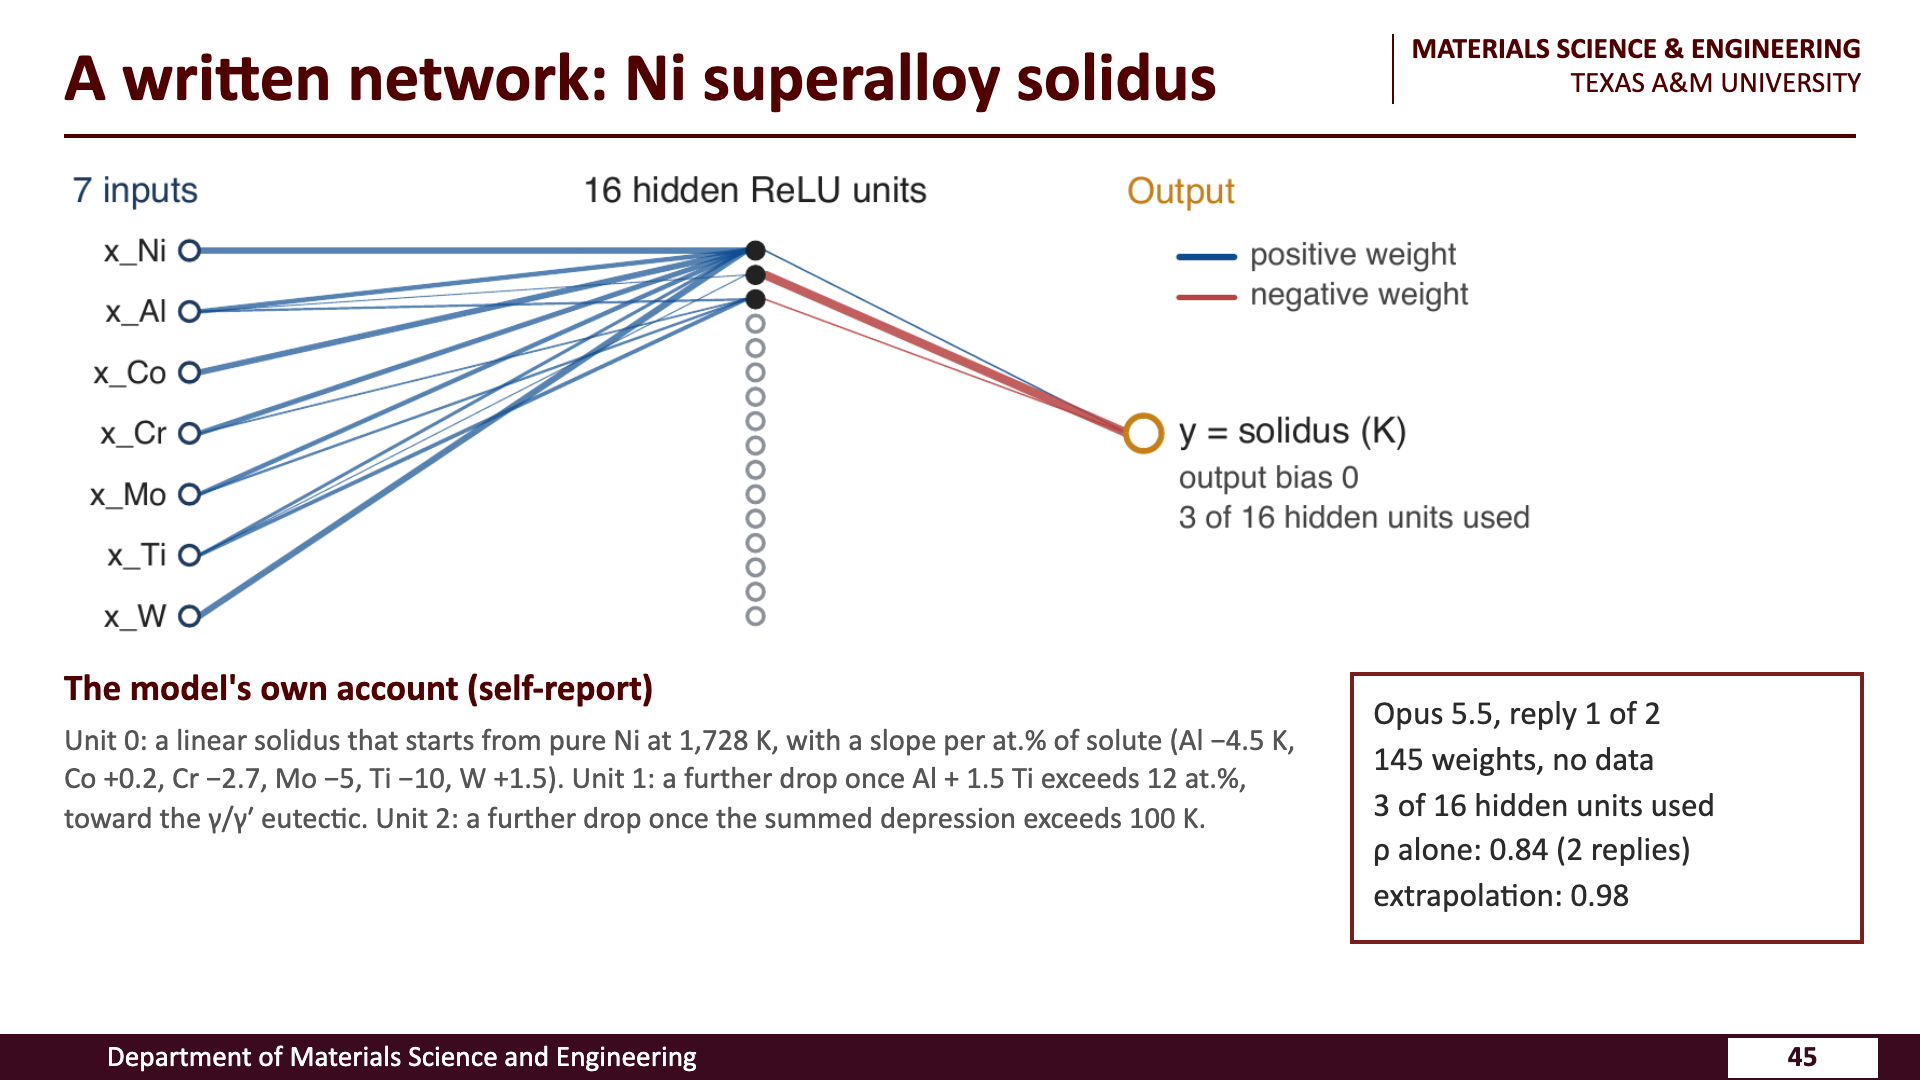 A written network: Ni superalloy solidus
MATERIALS SCIENCE & ENGINEERING
TEXAS A&M UNIVERSITY
7 inputs
16 hidden ReLU units
Output
x_Ni
x_Al
x_Co
x_Cr
x_Mo
x_Ti
x_W
positive weight
negative weight
y = solidus (K)
output bias 0
3 of 16 hidden units used
The model's own account (self-report)
Unit 0: a linear solidus that starts from pure Ni at 1,728 K, with a slope per at.% of solute (Al −4.5 K,
Co +0.2, Cr −2.7, Mo −5, Ti −10, W +1.5). Unit 1: a further drop once Al + 1.5 Ti exceeds 12 at.%,
toward the γ/γ′ eutectic. Unit 2: a further drop once the summed depression exceeds 100 K.
Opus 5.5, reply 1 of 2
145 weights, no data
3 of 16 hidden units used
ρ alone: 0.84 (2 replies)
extrapolation: 0.98
Department of Materials Science and Engineering
45